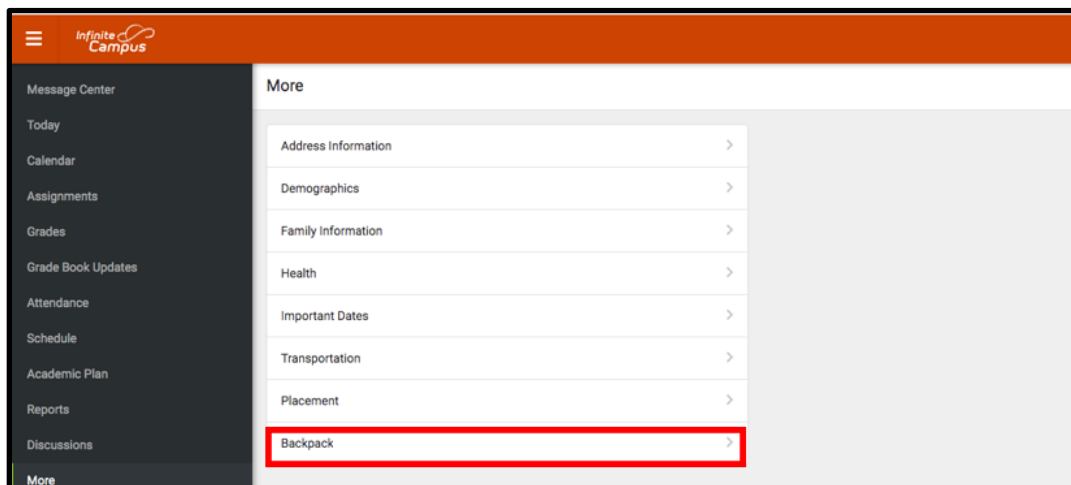 Infinite
Campus
Message Center
Today
Calendar
Assignments
Grades
Grade Book Updates
Attendance
Schedule
Academic Plan
Reports
Discussions
More
More
Address Information
Demographics
Family Information
Health
Important Dates
Transportation
Placement
Backpack